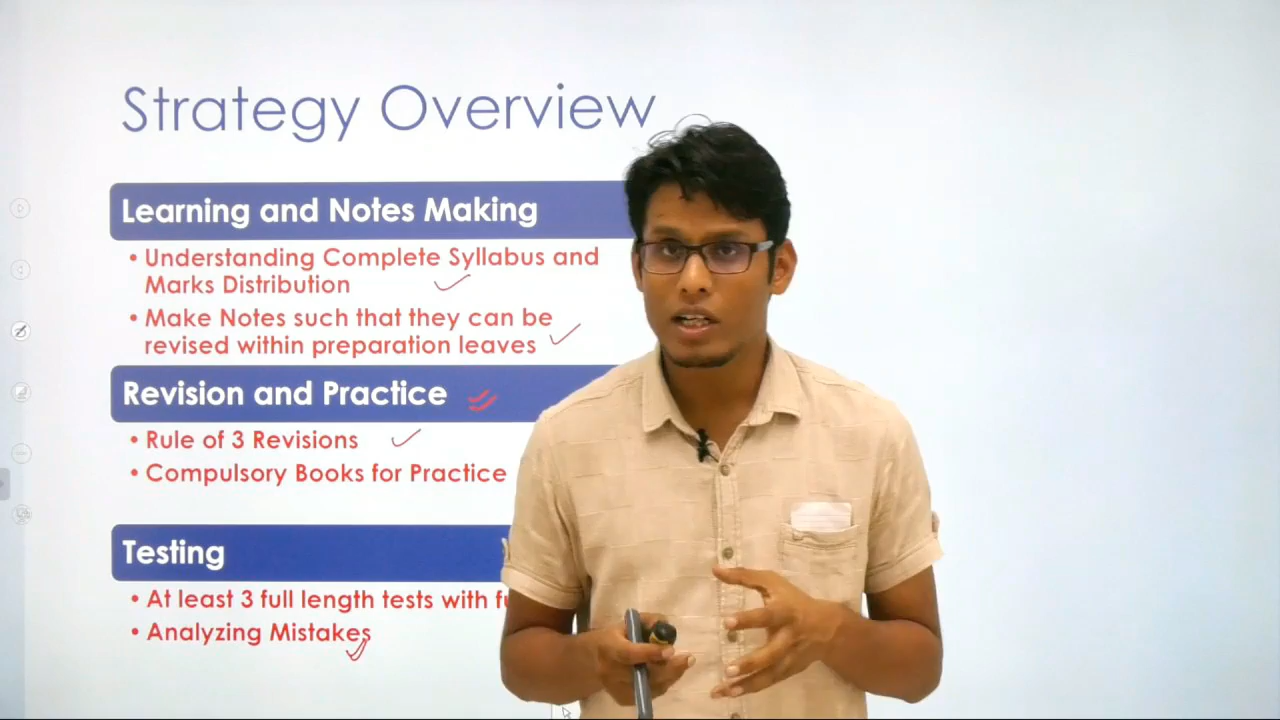 Strategy Overview
Learning and Notes Making
• Understanding Complete Syllabus and
Marks Distribution
• Make Notes such that they can be
revised within preparation leaves
Revision and Practice
• Rule of 3 Revisions
• Compulsory Books for Practice
Testing
• At least 3 full length tests with
• Analyzing Mistakes